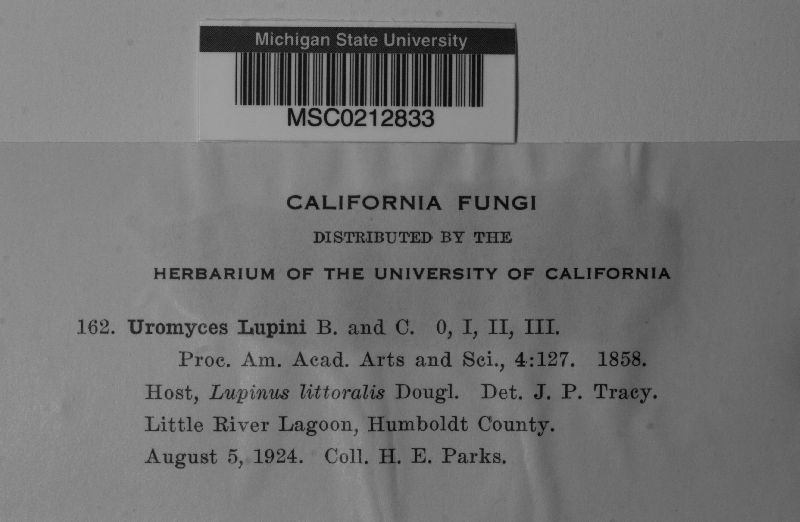 Michigan State University
MSC0212833
CALIFORNIA FUNGI
DISTRIBUTED BY THE
HERBARIUM OF THE UNIVERSITY OF CALIFORNIA
162. Uromyces Lupini B. and C. 0, I, II, III.
Proc. Am. Acad. Arts and Sci., 4:127. 1858.
Host, Lupinus littoralis Dougl. Det. J. P. Tracy.
Little River Lagoon, Humboldt County.
August 5, 1924. Coll. H. E. Parks.